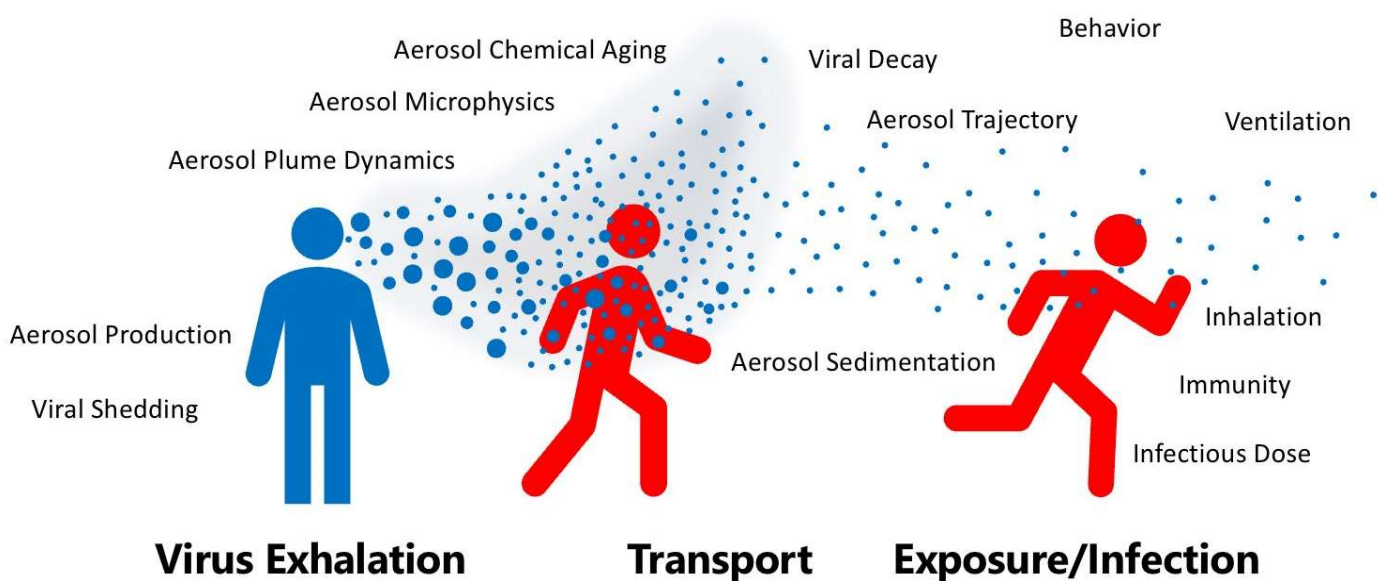 Behavior
Aerosol Chemical Aging
Viral Decay
Aerosol Microphysics
Aerosol Trajectory
Ventilation
Aerosol Plume Dynamics
Aerosol Production
Inhalation
Aerosol Sedimentation
Immunity
Viral Shedding
Infectious Dose
Virus Exhalation
Transport
Exposure/Infection